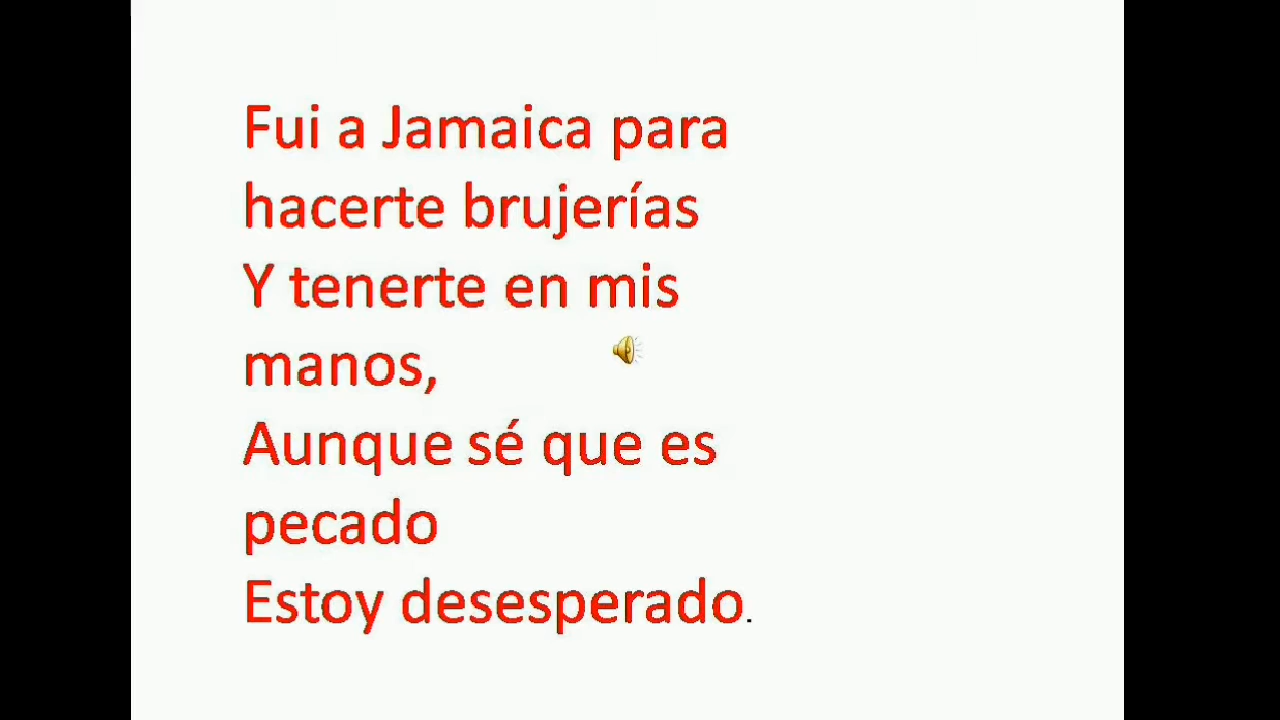 Fui a Jamaica para
hacerte brujerías
Y tenerte en mis
manos,
Aunque sé que es
pecado
Estoy desesperado.